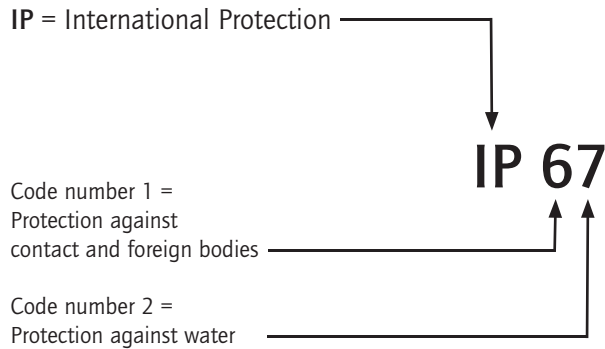 IP = International Protection
IP 67
Code number 1 =
Protection against
contact and foreign bodies
Code number 2 =
Protection against water